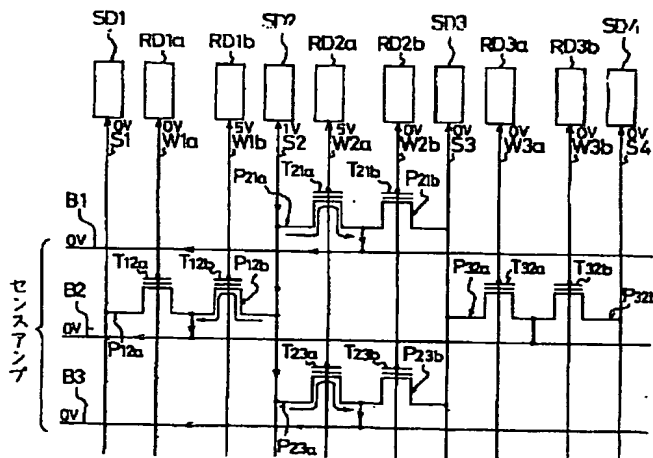 SD1 RD1a RD1b SD2 RD2a RD2b SD3 RD3a RD3b SD4
0V 0V 5V 1V 5V 0V 0V 0V 0V 0V
S1 W1a W1b S2 W2a W2b S3 W3a W3b S4
P21a T21a T21b P21b
B1
0V
T12a T12b P12b P32a T32a T32b
B2
0V
P12a P32b
T23a T23b P23b
B3
0V
P23a
センスアンプ